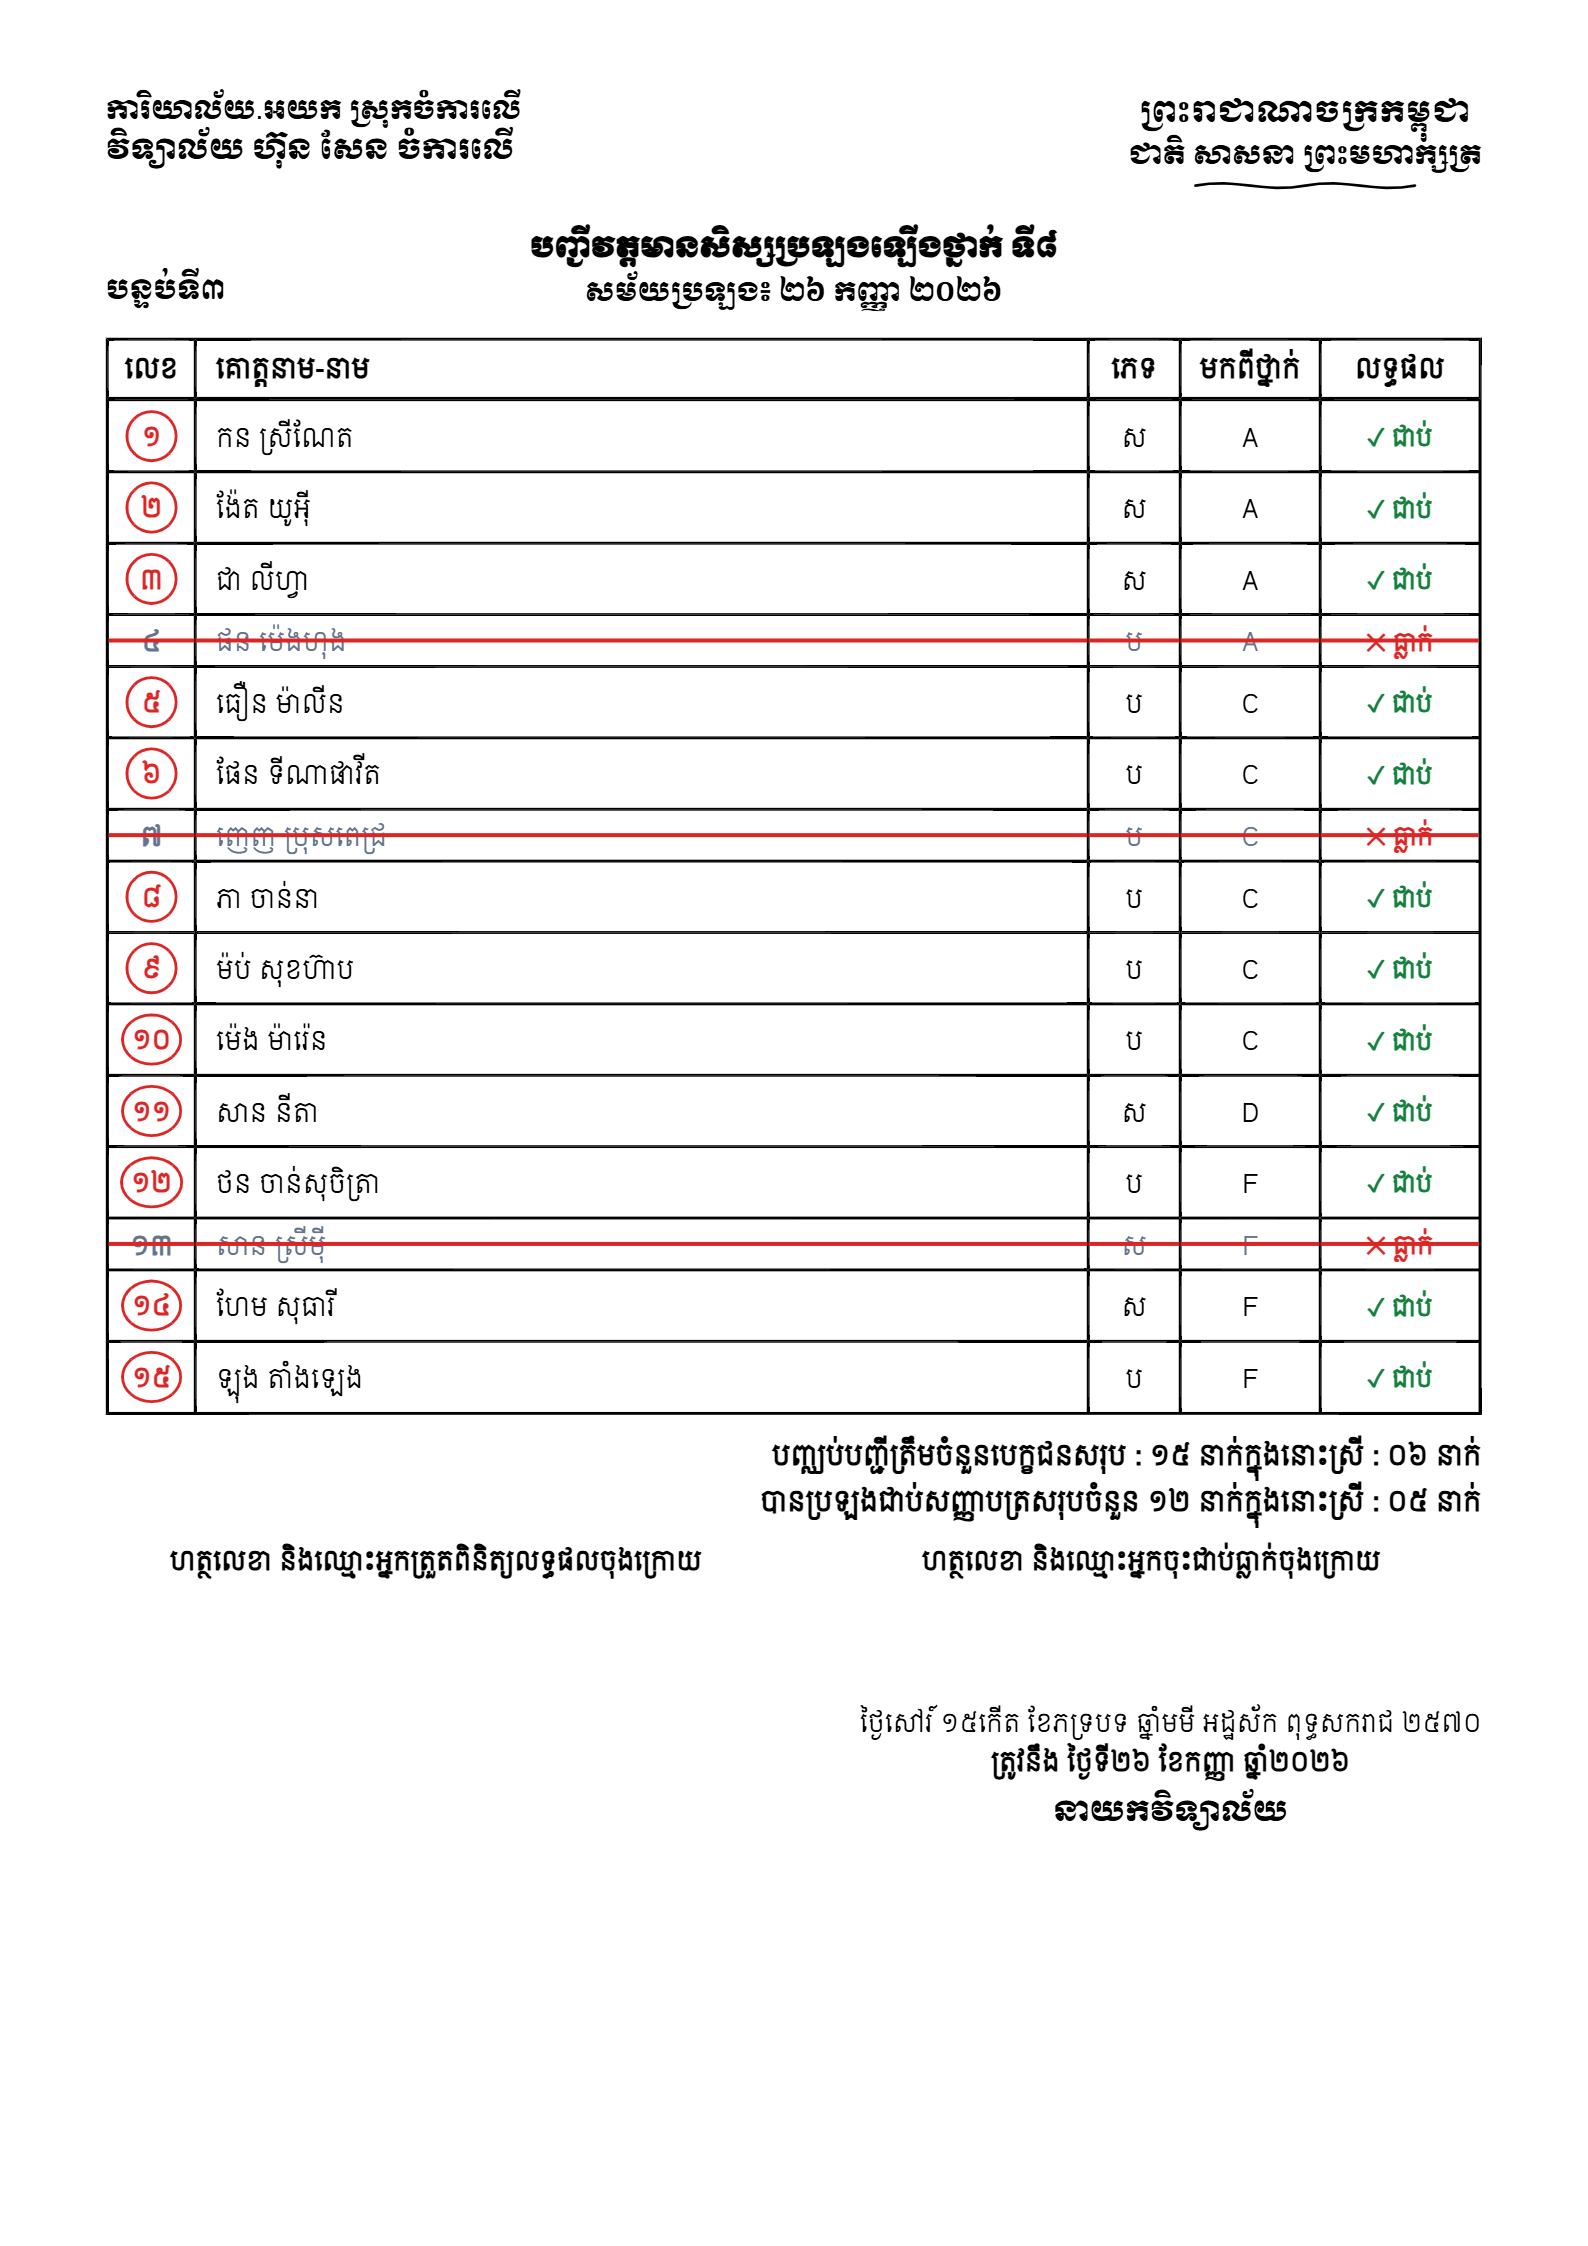 ការិយាល័យ.អយក ស្រុកចំការលើ
វិទ្យាល័យ ហ៊ុន សែន ចំការលើ
ព្រះរាជាណាចក្រកម្ពុជា
ជាតិ សាសនា ព្រះមហាក្សត្រ
បញ្ជីវត្តមានសិស្សប្រឡងឡើងថ្នាក់ ទី៨
បន្ទប់ទី៣
សម័យប្រឡង៖ ២៦ កញ្ញា ២០២៦
លេខ គោត្តនាម-នាម ភេទ មកពីថ្នាក់ លទ្ធផល
១ កន ស្រីណែត ស A ✓ ជាប់
២ ង៉ែត យូអ៊ី ស A ✓ ជាប់
៣ ជា លីហ្វា ស A ✓ ជាប់
៤ ផន ម៉េងហុង ប A ✕ ធ្លាក់
៥ ធឿន ម៉ាលីន ប C ✓ ជាប់
៦ ផែន ទីណាផាវីត ប C ✓ ជាប់
៧ ញេញ ប្រុសពេជ្រ ប C ✕ ធ្លាក់
៨ ភា ចាន់នា ប C ✓ ជាប់
៩ ម៉ប់ សុខហ៊ាប ប C ✓ ជាប់
១០ ម៉េង ម៉ារ៉េន ប C ✓ ជាប់
១១ សាន នីតា ស D ✓ ជាប់
១២ ថន ចាន់សុចិត្រា ប F ✓ ជាប់
១៣ សាន ស្រីម៉ី ស F ✕ ធ្លាក់
១៤ ហែម សុធារី ស F ✓ ជាប់
១៥ ឡុង តាំងឡេង ប F ✓ ជាប់
បញ្ឈប់បញ្ជីត្រឹមចំនួនបេក្ខជនសរុប : ១៥ នាក់ក្នុងនោះស្រី : ០៦ នាក់
បានប្រឡងជាប់សញ្ញាបត្រសរុបចំនួន ១២ នាក់ក្នុងនោះស្រី : ០៥ នាក់
ហត្ថលេខា និងឈ្មោះអ្នកត្រួតពិនិត្យលទ្ធផលចុងក្រោយ
ហត្ថលេខា និងឈ្មោះអ្នកចុះជាប់ធ្លាក់ចុងក្រោយ
ថ្ងៃសៅរ៍ ១៥កើត ខែភទ្របទ ឆ្នាំមមី អដ្ឋស័ក ពុទ្ធសករាជ ២៥៧០
ត្រូវនឹង ថ្ងៃទី២៦ ខែកញ្ញា ឆ្នាំ២០២៦
នាយកវិទ្យាល័យ